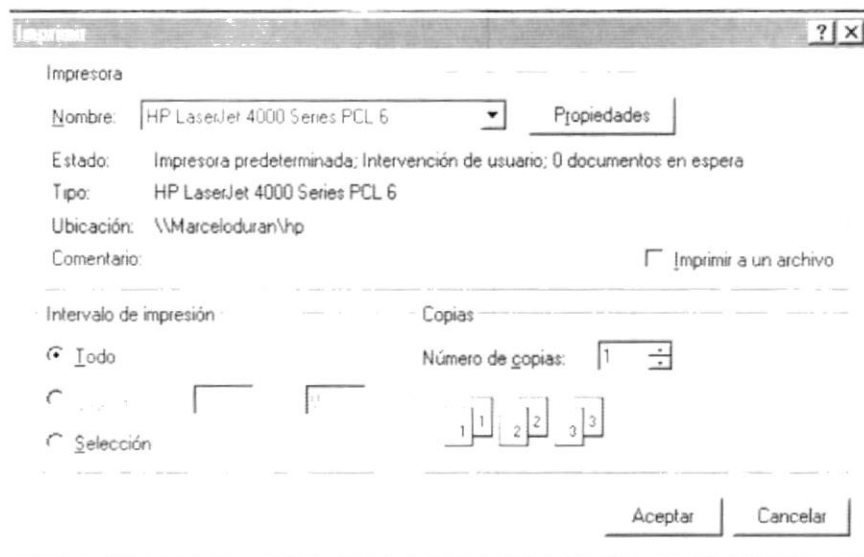 Imprimir
? X
Impresora
Nombre: HP LaserJet 4000 Series PCL 6 Propiedades
Estado: Impresora predeterminada; Intervención de usuario; 0 documentos en espera
Tipo: HP LaserJet 4000 Series PCL 6
Ubicación: \\Marceloduran\hp
Comentario: Imprimir a un archivo
Intervalo de impresión Copias
Todo Número de copias: 1
1 1 2 2 3 3
Selección
Aceptar Cancelar